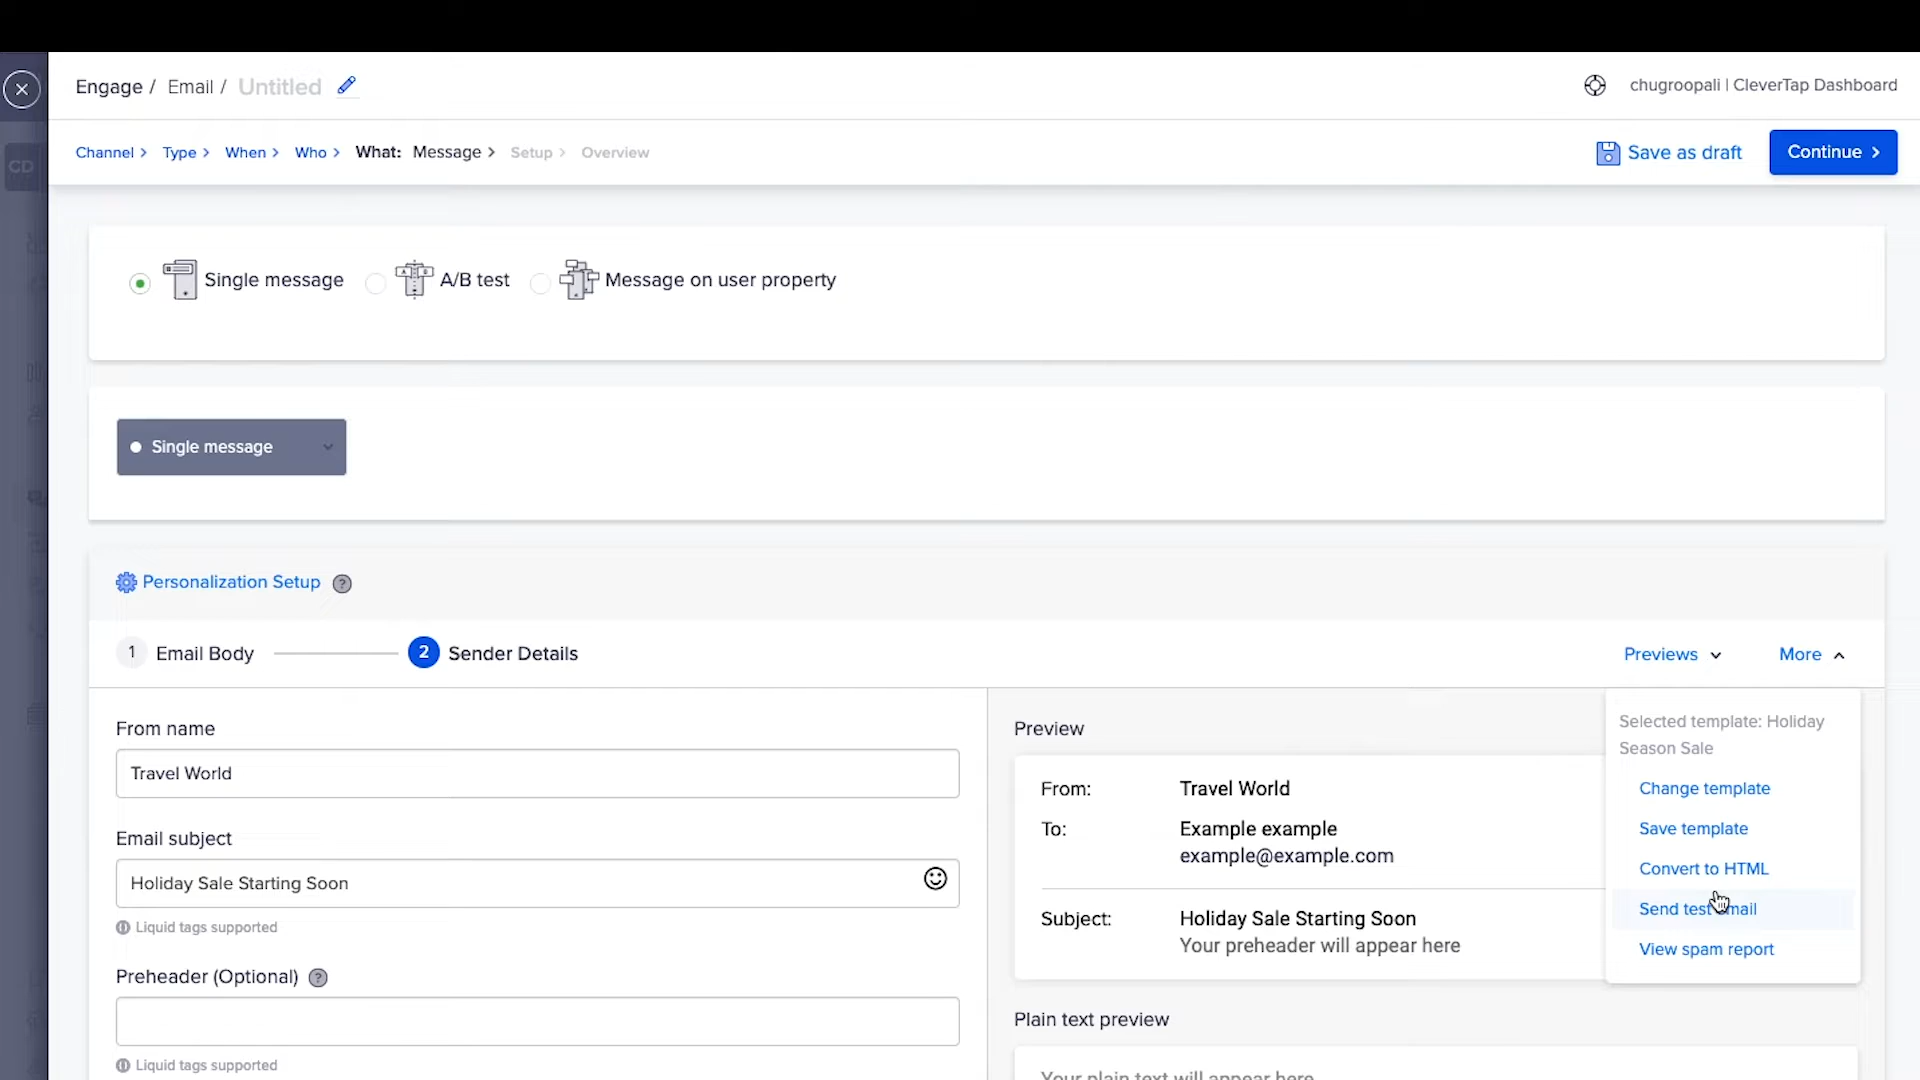 Engage / Email / Untitled
chugroopali | CleverTap Dashboard
Channel > Type > When > Who > What: Message > Setup > Overview
Save as draft
Continue >
CD
Single message
A/B test
Message on user property
Single message
Personalization Setup ?
1 Email Body
2 Sender Details
Previews
More
From name
Travel World
Email subject
Holiday Sale Starting Soon
Liquid tags supported
Preheader (Optional) ?
Liquid tags supported
Preview
From: Travel World
To: Example example
example@example.com
Subject: Holiday Sale Starting Soon
Your preheader will appear here
Plain text preview
Your plain text will appear here
Selected template: Holiday
Season Sale
Change template
Save template
Convert to HTML
Send test email
View spam report